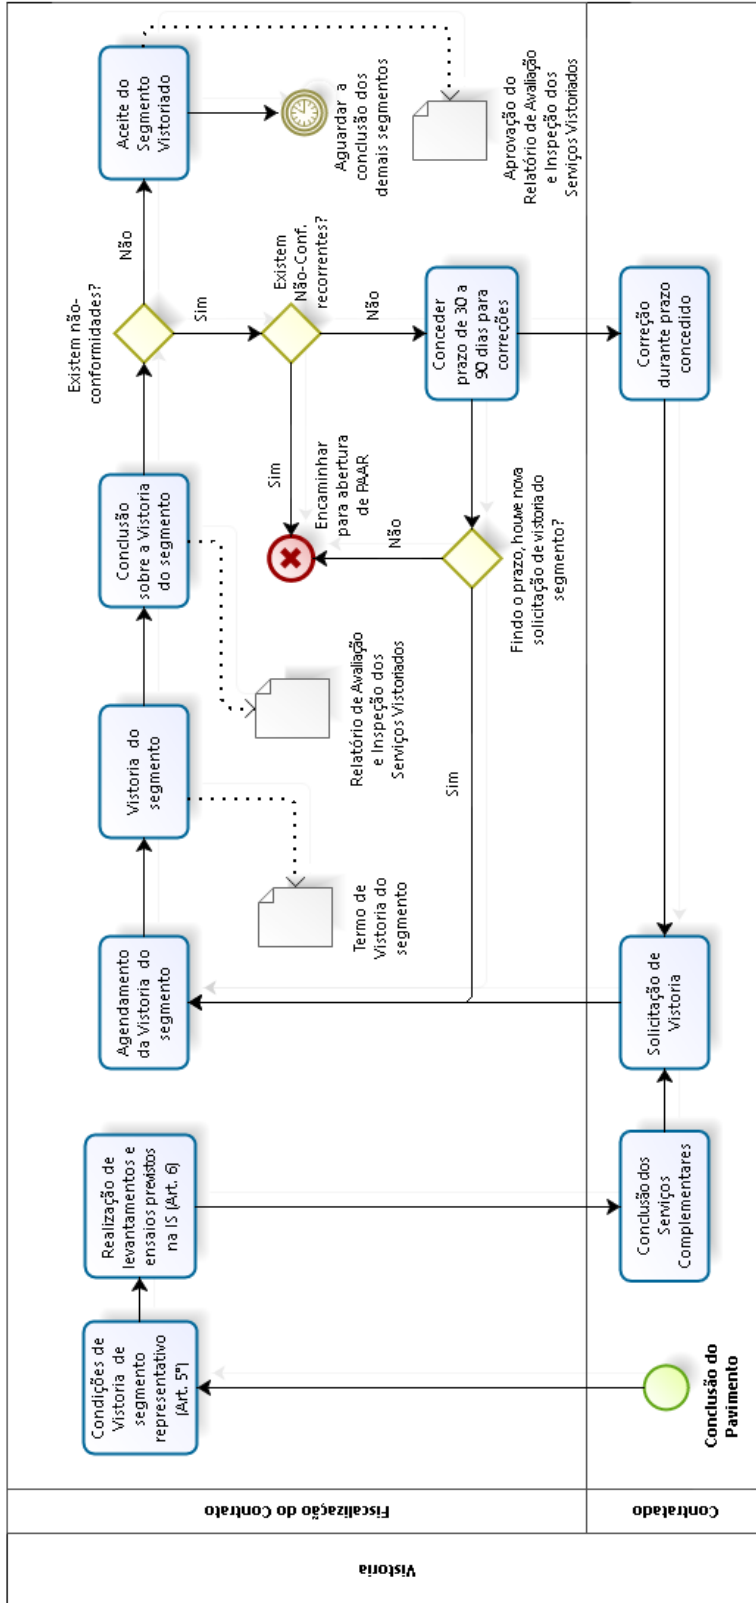 Vistoria
Fiscalização do Contrato
Contratado
Conclusão do
Pavimento
Condições de
Vistoria de
segmento
representativo
(Art. 5º)
Realização de
levantamentos e
ensaios previstos
na IS (Art. 6)
Conclusão dos
Serviços
Complementares
Solicitação de
Vistoria
Agendamento
da Vistoria do
segmento
Vistoria do
segmento
Termo de
Vistoria do
segmento
Conclusão
sobre a Vistoria
do segmento
Relatório de Avaliação
e Inspeção dos
Serviços Vistoriados
Existem não-
conformidades?
Não
Sim
Aceite do
Segmento
Vistoriado
Aguardar a
conclusão dos
demais segmentos
Aprovação do
Relatório de Avaliação
e Inspeção dos
Serviços Vistoriados
Existem
Não-Conf.
recorrentes?
Sim
Não
Encaminhar
para abertura
de PAAR
Conceder
prazo de 30 a
90 dias para
correções
Não
Sim
Findo o prazo, houve nova
solicitação de vistoria do
segmento?
Correção
durante prazo
concedido